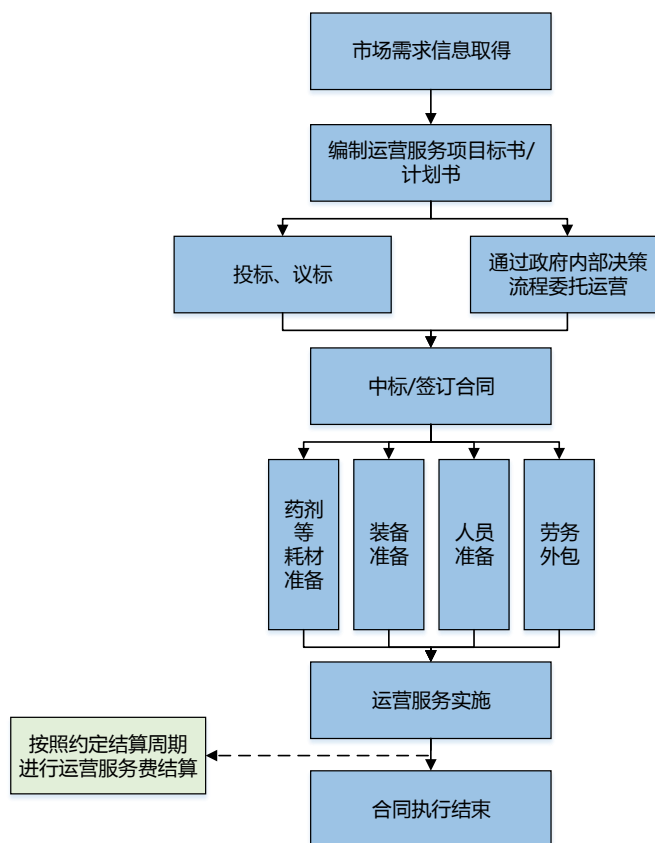 市场需求信息取得
编制运营服务项目标书/
计划书
投标、议标
通过政府内部决策
流程委托运营
中标/签订合同
药剂
等
耗材
准备
装备
准备
人员
准备
劳务
外包
运营服务实施
按照约定结算周期
进行运营服务费结算
合同执行结束